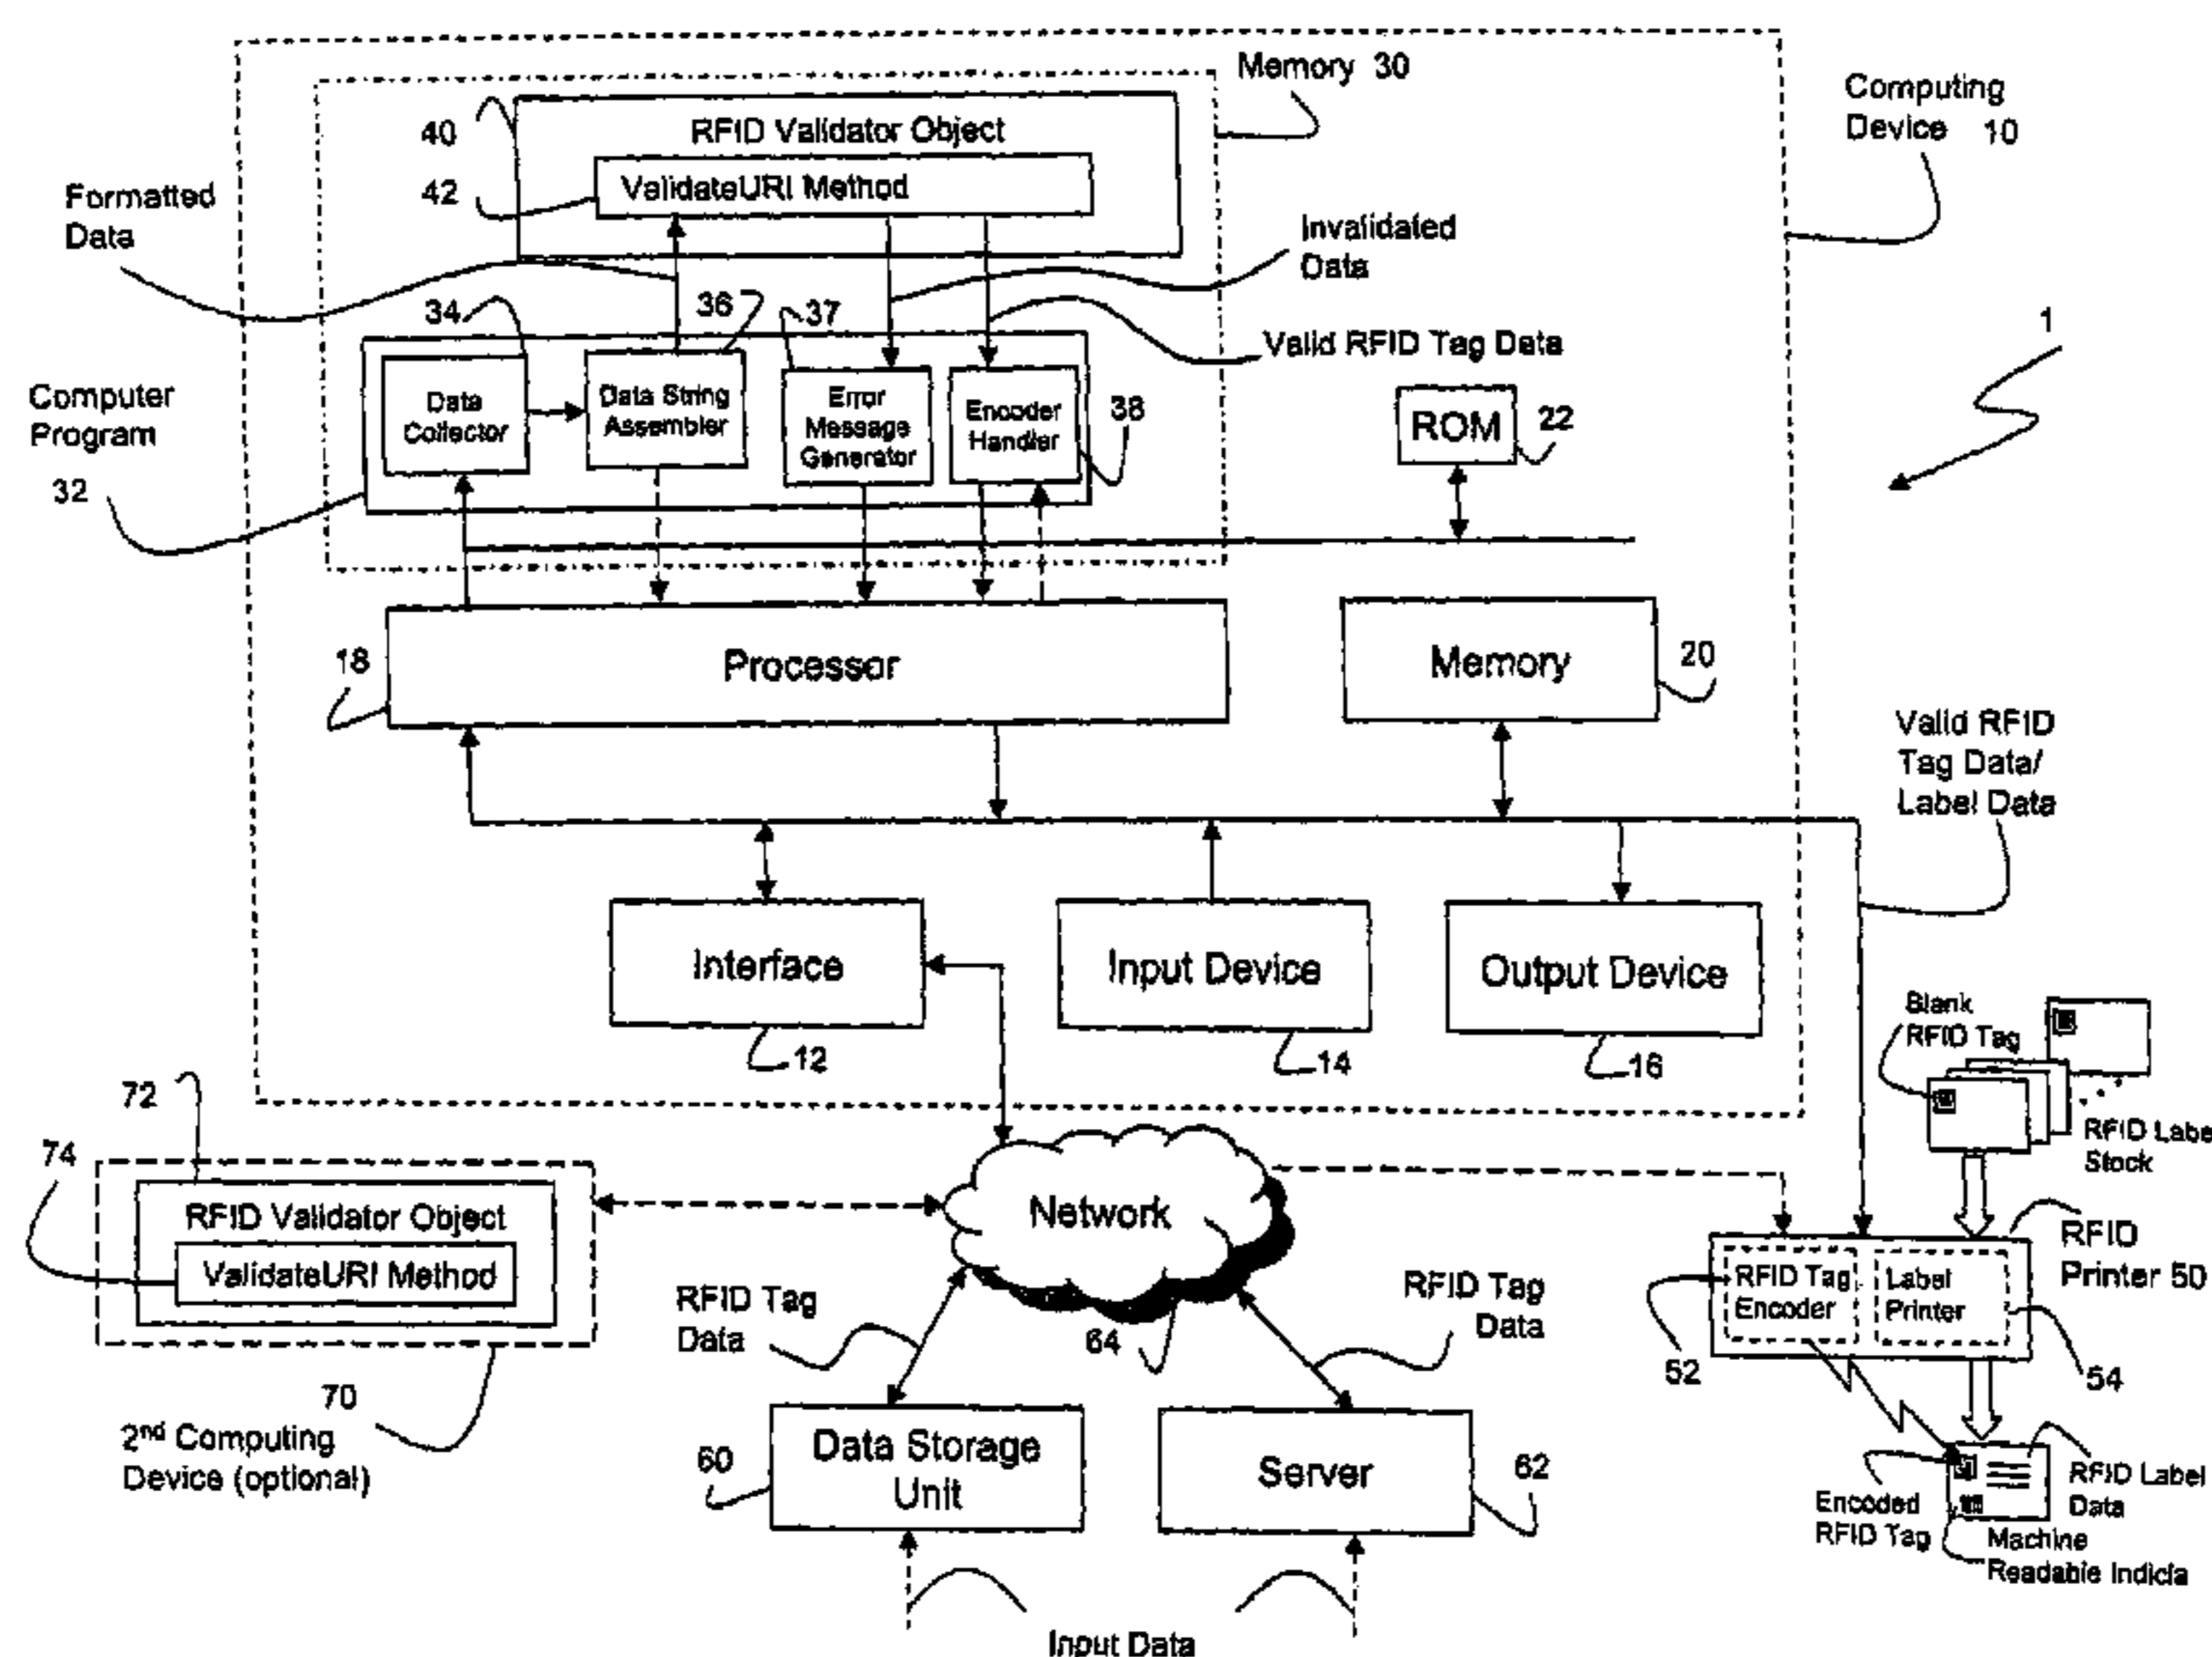 Memory 30
Computing
Device 10
40
RFID Validator Object
42
ValidateURI Method
Formatted
Data
Invalidated
Data
34
36
37
Valid RFID Tag Data
1
Computer
Program
32
Data
Collector
Data String
Assembler
Error
Message
Generator
Encoder
Handler
38
ROM
22
18
Processor
Memory
20
Valid RFID
Tag Data/
Label Data
Interface
Input Device
Output Device
12
14
16
Blank
RFID Tag
RFID Label
Stock
72
74
RFID Validator Object
ValidateURI Method
Network
RFID
Printer 50
RFID Tag
Encoder
Label
Printer
RFID Tag
Data
64
RFID Tag
Data
52
54
70
2nd Computing
Device (optional)
60
Data Storage
Unit
Server
62
Encoded
RFID Tag
RFID Label
Data
Machine
Readable Indicia
Input Data